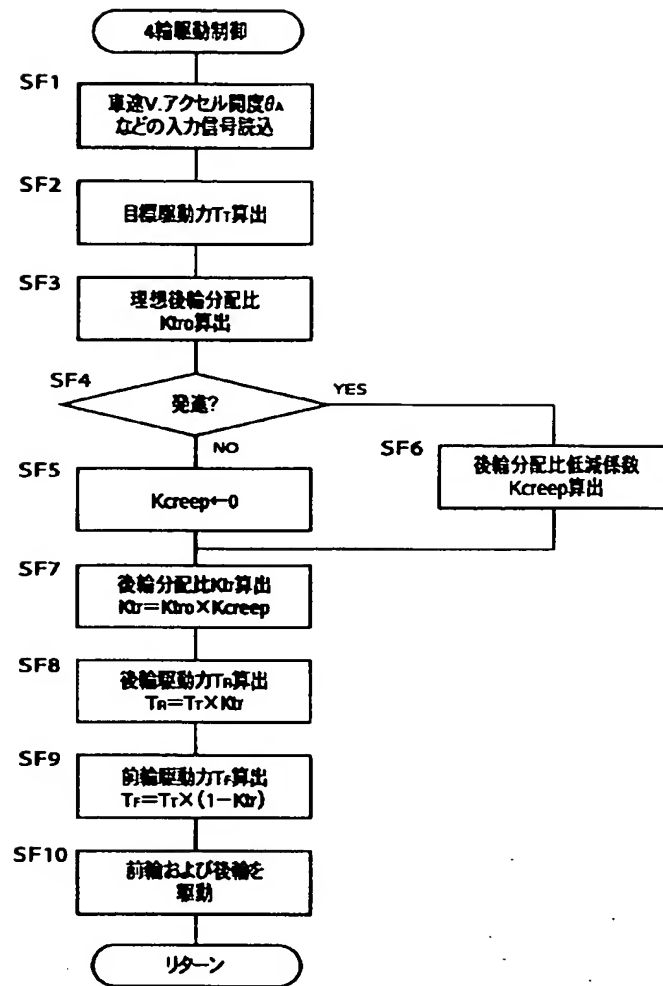 4輪駆動制御
SF1
車速V.アクセル開度θA
などの入力信号読込
SF2
目標駆動力TT算出
SF3
理想後輪分配比
Ktro算出
SF4
発進?
YES
NO
SF5
Kcreep←0
SF6
後輪分配比低減係数
Kcreep算出
SF7
後輪分配比Ktr算出
Ktr=Ktro×Kcreep
SF8
後輪駆動力TR算出
TR=TT×Ktr
SF9
前輪駆動力TF算出
TF=TT×(1-Ktr)
SF10
前輪および後輪を
駆動
リターン